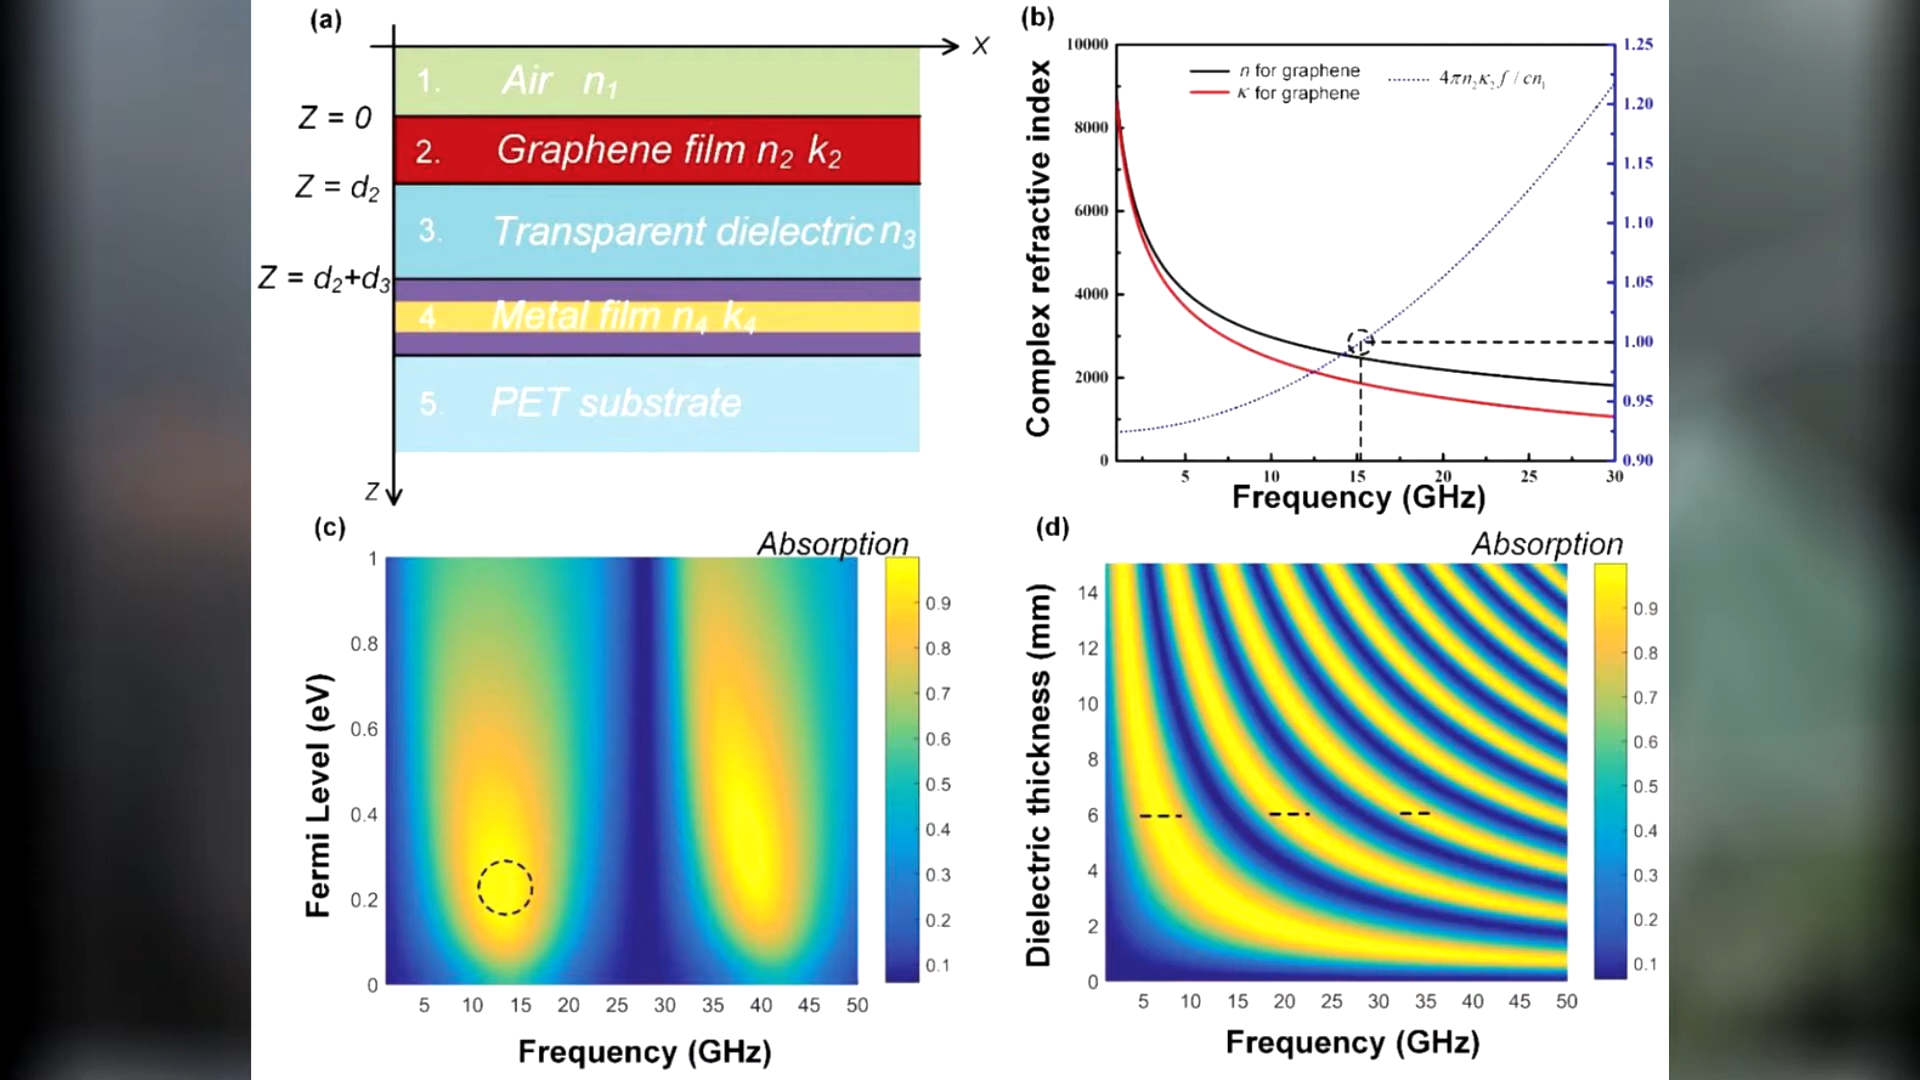 (a)
X
1. Air n₁
Z = 0
2. Graphene film n₂ k₂
Z = d₂
3. Transparent dielectric n₃
Z = d₂+d₃
4 Metal film n₄ k₄
5. PET substrate
Z
(b)
Complex refractive index
10000
8000
6000
4000
2000
0
n for graphene
κ for graphene
4πn₂κ₂f / cn₁
1.25
1.20
1.15
1.10
1.05
1.00
0.95
0.90
5 10 15 20 25 30
Frequency (GHz)
(c)
Absorption
Fermi Level (eV)
1
0.8
0.6
0.4
0.2
0
0.9
0.8
0.7
0.6
0.5
0.4
0.3
0.2
0.1
5 10 15 20 25 30 35 40 45 50
Frequency (GHz)
(d)
Absorption
Dielectric thickness (mm)
14
12
10
8
6
4
2
0
0.9
0.8
0.7
0.6
0.5
0.4
0.3
0.2
0.1
5 10 15 20 25 30 35 40 45 50
Frequency (GHz)